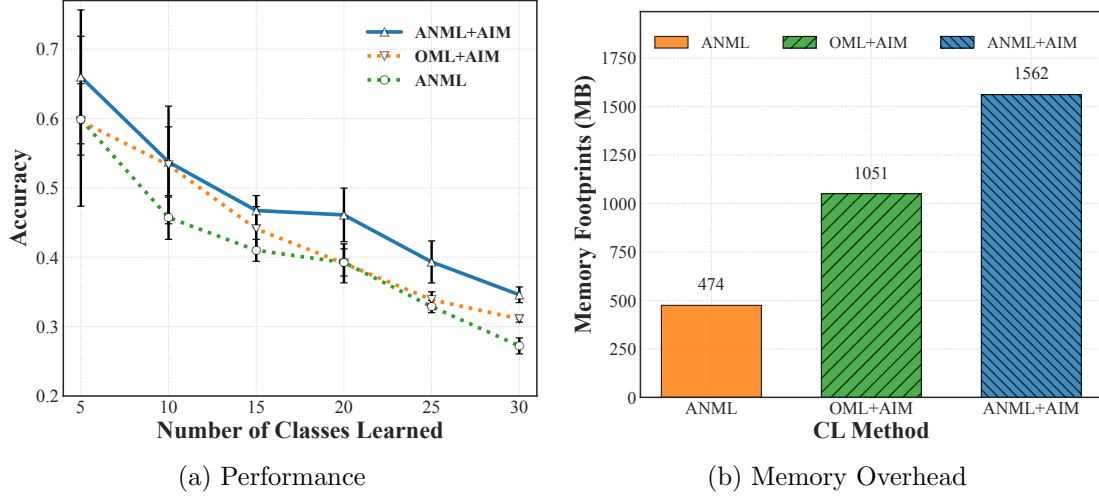 ANML+AIM
OML+AIM
ANML
0.7
0.6
0.5
0.4
0.3
0.2
Accuracy
5 10 15 20 25 30
Number of Classes Learned
(a) Performance
ANML OML+AIM ANML+AIM
1750
1500
1250
1000
750
500
250
0
Memory Footprints (MB)
474
1051
1562
ANML OML+AIM ANML+AIM
CL Method
(b) Memory Overhead